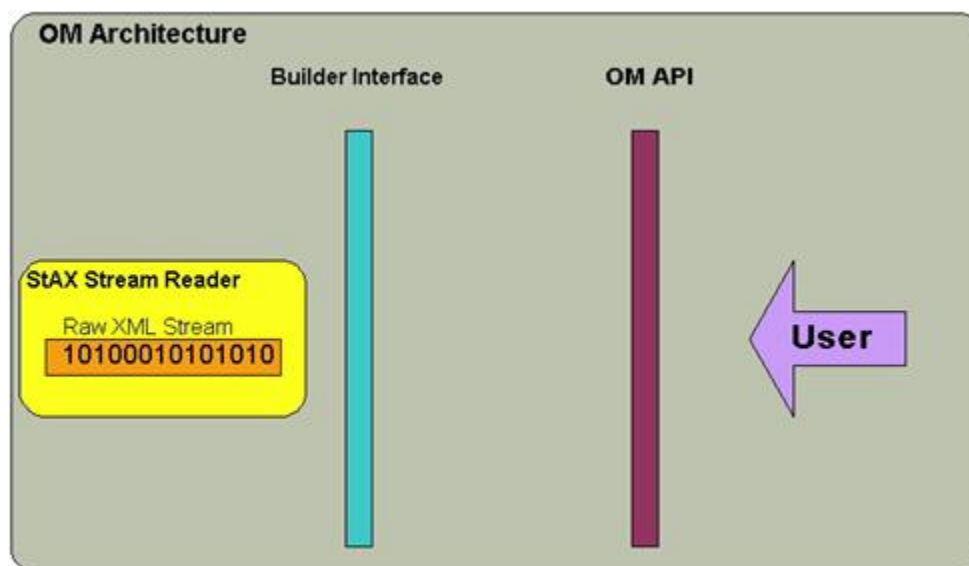 OM Architecture
Builder Interface
OM API
StAX Stream Reader
Raw XML Stream
10100010101010
User